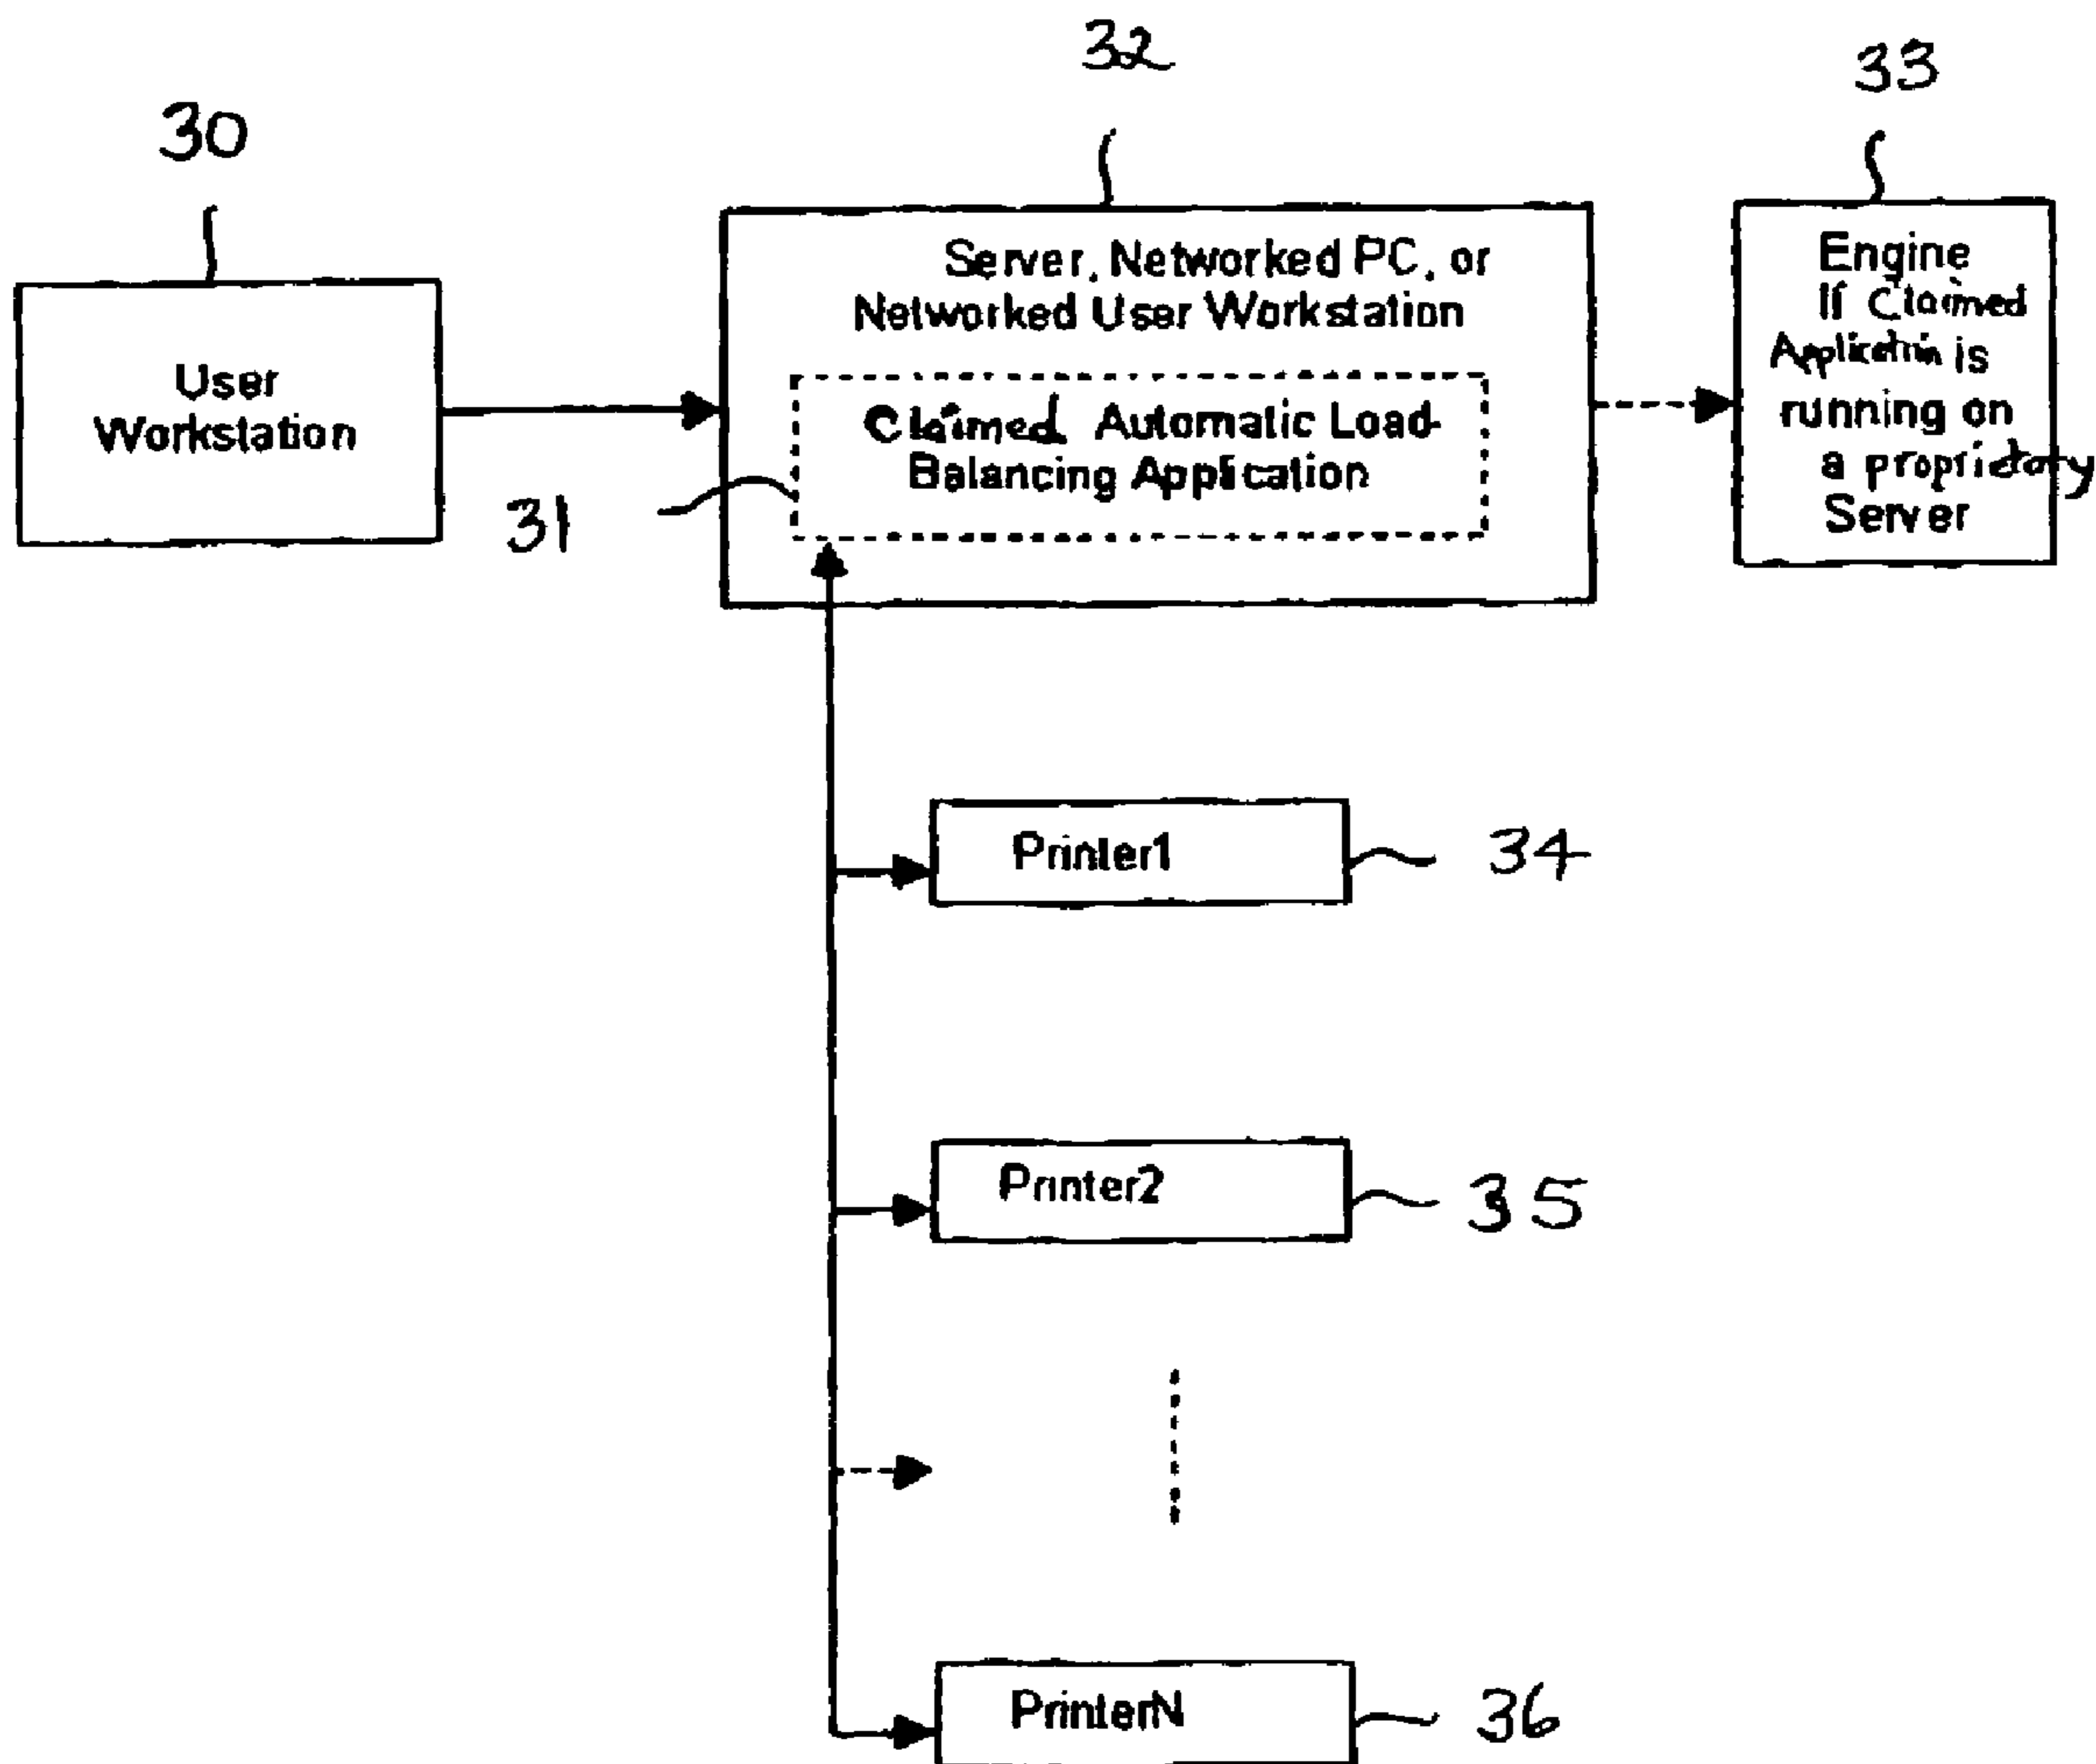 32
33
30
Server, Networked PC, or
Networked User Workstation
Engine
If Claimed
Application is
running on
a propridtory
Server
User
Workstation
Claimed Automatic Load-
Balancing Application
31
Printer1
34
Printer2
35
PrinterN
36